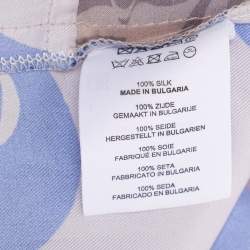 100% SILK
MADE IN BULGARIA
100% ZIJDE
GEMAAKT IN BULGARIJE
100% SEIDE
HERGESTELLT IN BULGARIEN
100% SOIE
FABRIQUÉ EN BULGARIE
100% SETA
FABBRICATO IN BULGARIA
100% SEDA
FABRICADO EN BULGARIA